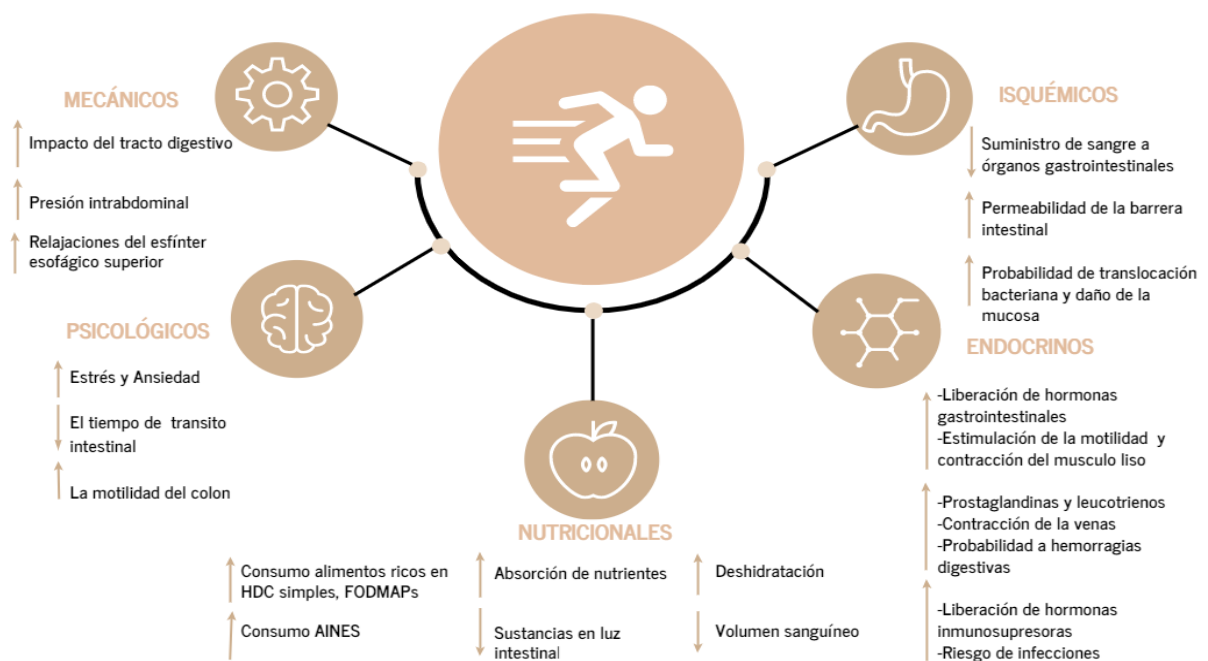 MECÁNICOS
Impacto del tracto digestivo
Presión intrabdominal
Relajaciones del esfínter
esofágico superior
PSICOLÓGICOS
Estrés y Ansiedad
El tiempo de transito
intestinal
La motilidad del colon
NUTRICIONALES
Consumo alimentos ricos en
HDC simples, FODMAPs
Consumo AINES
Absorción de nutrientes
Sustancias en luz
intestinal
Deshidratación
Volumen sanguíneo
ISQUÉMICOS
Suministro de sangre a
órganos gastrointestinales
Permeabilidad de la barrera
intestinal
Probabilidad de translocación
bacteriana y daño de la
mucosa
ENDOCRINOS
-Liberación de hormonas
gastrointestinales
-Estimulación de la motilidad y
contracción del musculo liso
-Prostaglandinas y leucotrienos
-Contracción de la venas
-Probabilidad a hemorragias
digestivas
-Liberación de hormonas
inmunosupresoras
-Riesgo de infecciones